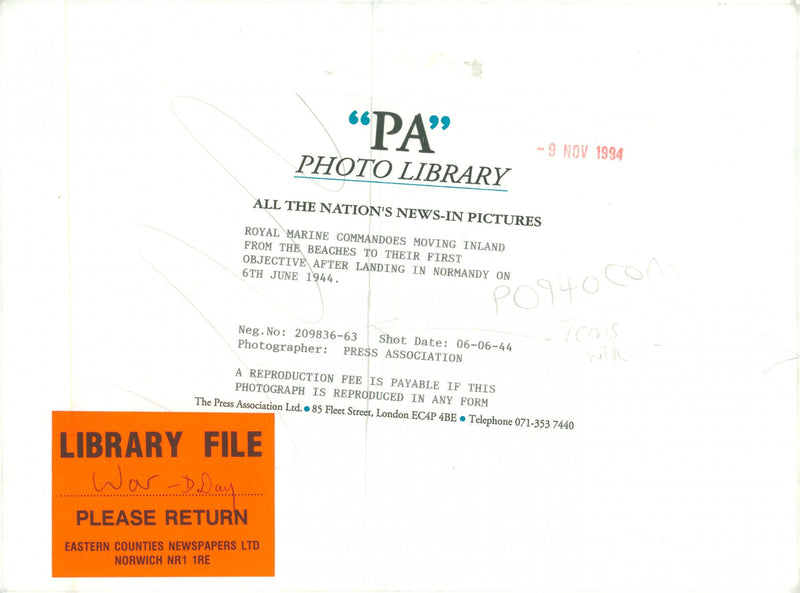 "PA"
PHOTO LIBRARY
- 9 NOV 1994
ALL THE NATION'S NEWS-IN PICTURES
ROYAL MARINE COMMANDOES MOVING INLAND
FROM THE BEACHES TO THEIR FIRST
OBJECTIVE AFTER LANDING IN NORMANDY ON
6TH JUNE 1944.
PO940COM
Neg.No: 209836-63 Shot Date: 06-06-44
Photographer: PRESS ASSOCIATION
7cms
wide
A REPRODUCTION FEE IS PAYABLE IF THIS
PHOTOGRAPH IS REPRODUCED IN ANY FORM
The Press Association Ltd. • 85 Fleet Street, London EC4P 4BE • Telephone 071-353 7440
LIBRARY FILE
War - D.Day
PLEASE RETURN
EASTERN COUNTIES NEWSPAPERS LTD
NORWICH NR1 1RE